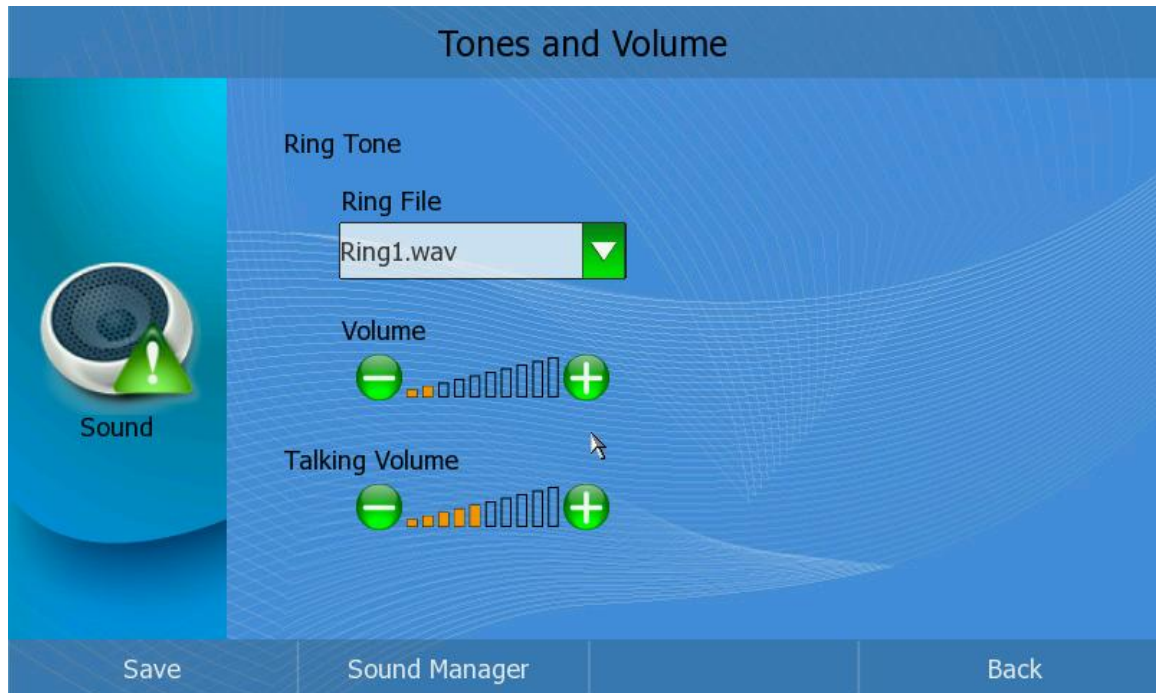 Tones and Volume
Ring Tone
Ring File
Ring1.wav
Volume
Sound
Talking Volume
Save
Sound Manager
Back